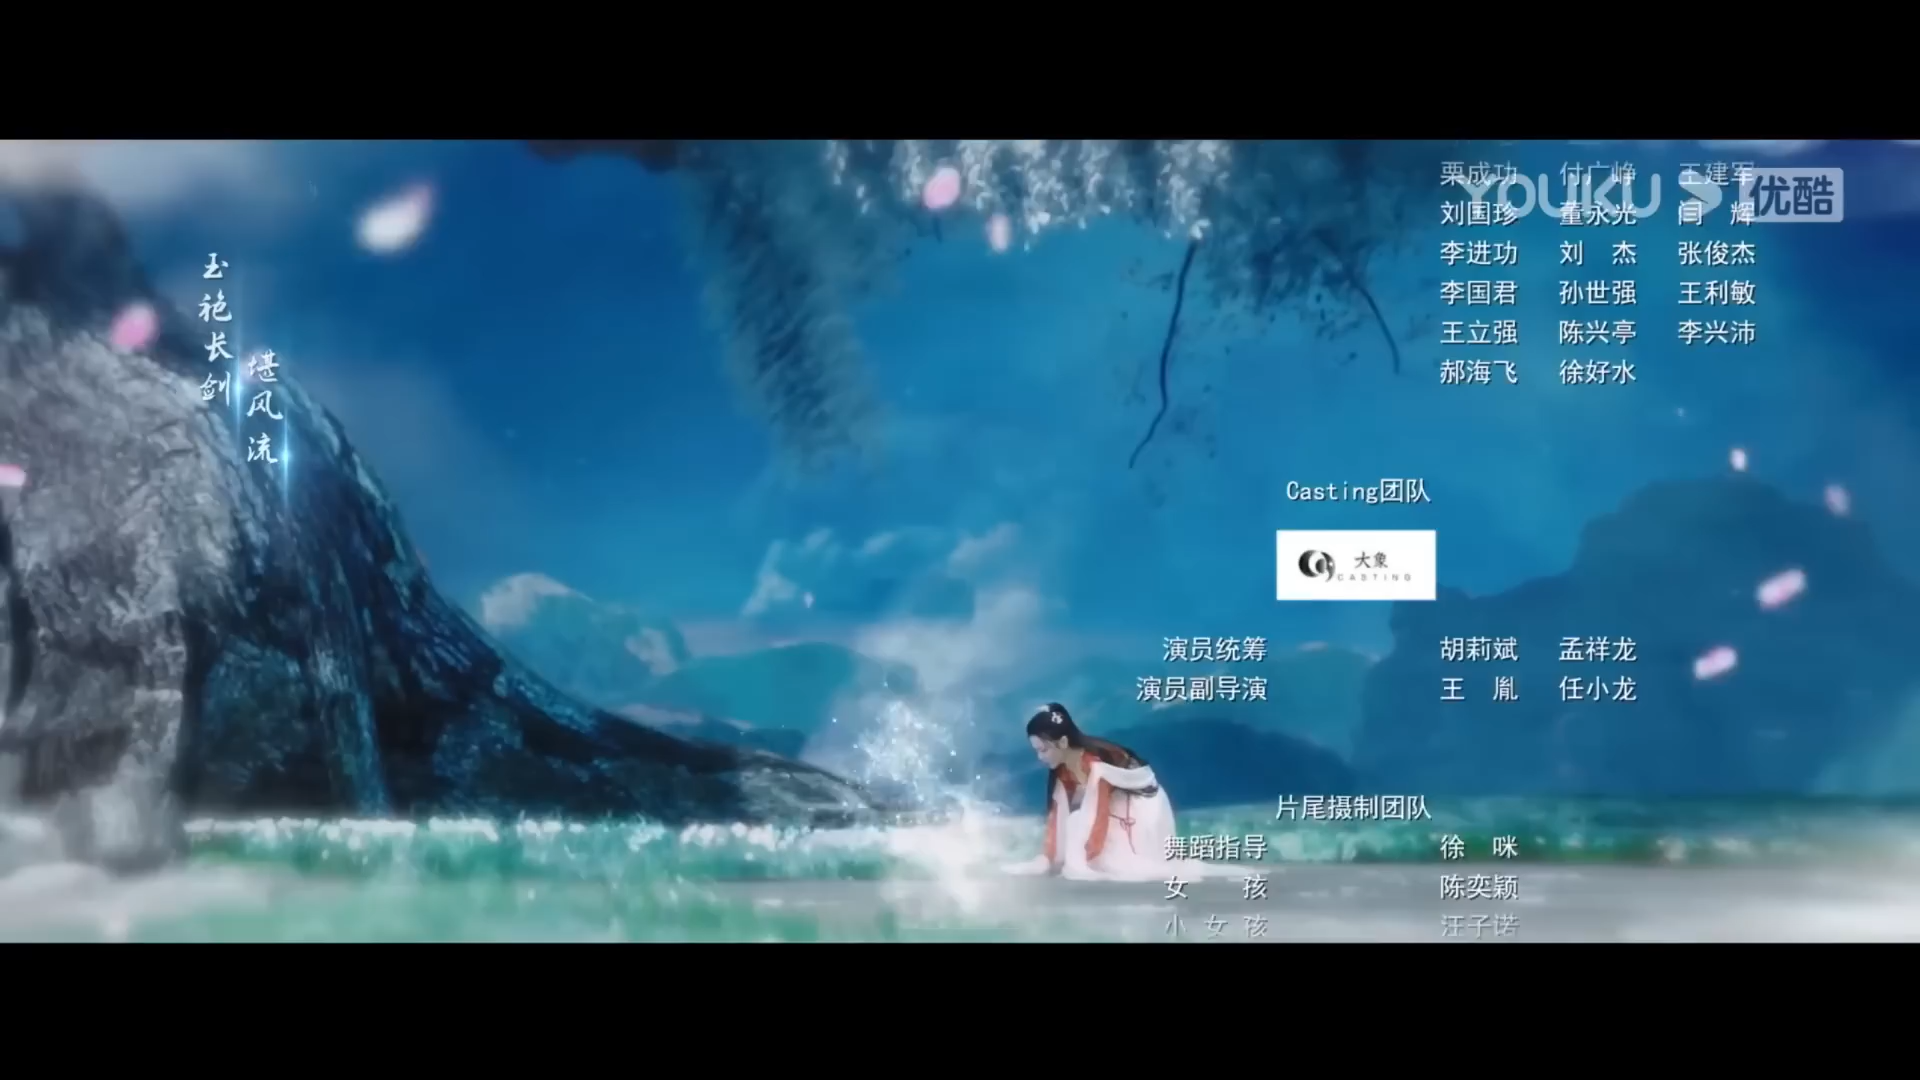 玉袍长剑
堪风流
YOUKU 优酷
栗成功 付广峥 王建军
刘国珍 董永光 闫 辉
李进功 刘 杰 张俊杰
李国君 孙世强 王利敏
王立强 陈兴亭 李兴沛
郝海飞 徐好水
Casting团队
大象
CASTING
演员统筹 胡莉斌 孟祥龙
演员副导演 王 胤 任小龙
片尾摄制团队
舞蹈指导 徐 咪
女 孩 陈奕颖
小 女 孩 汪子诺